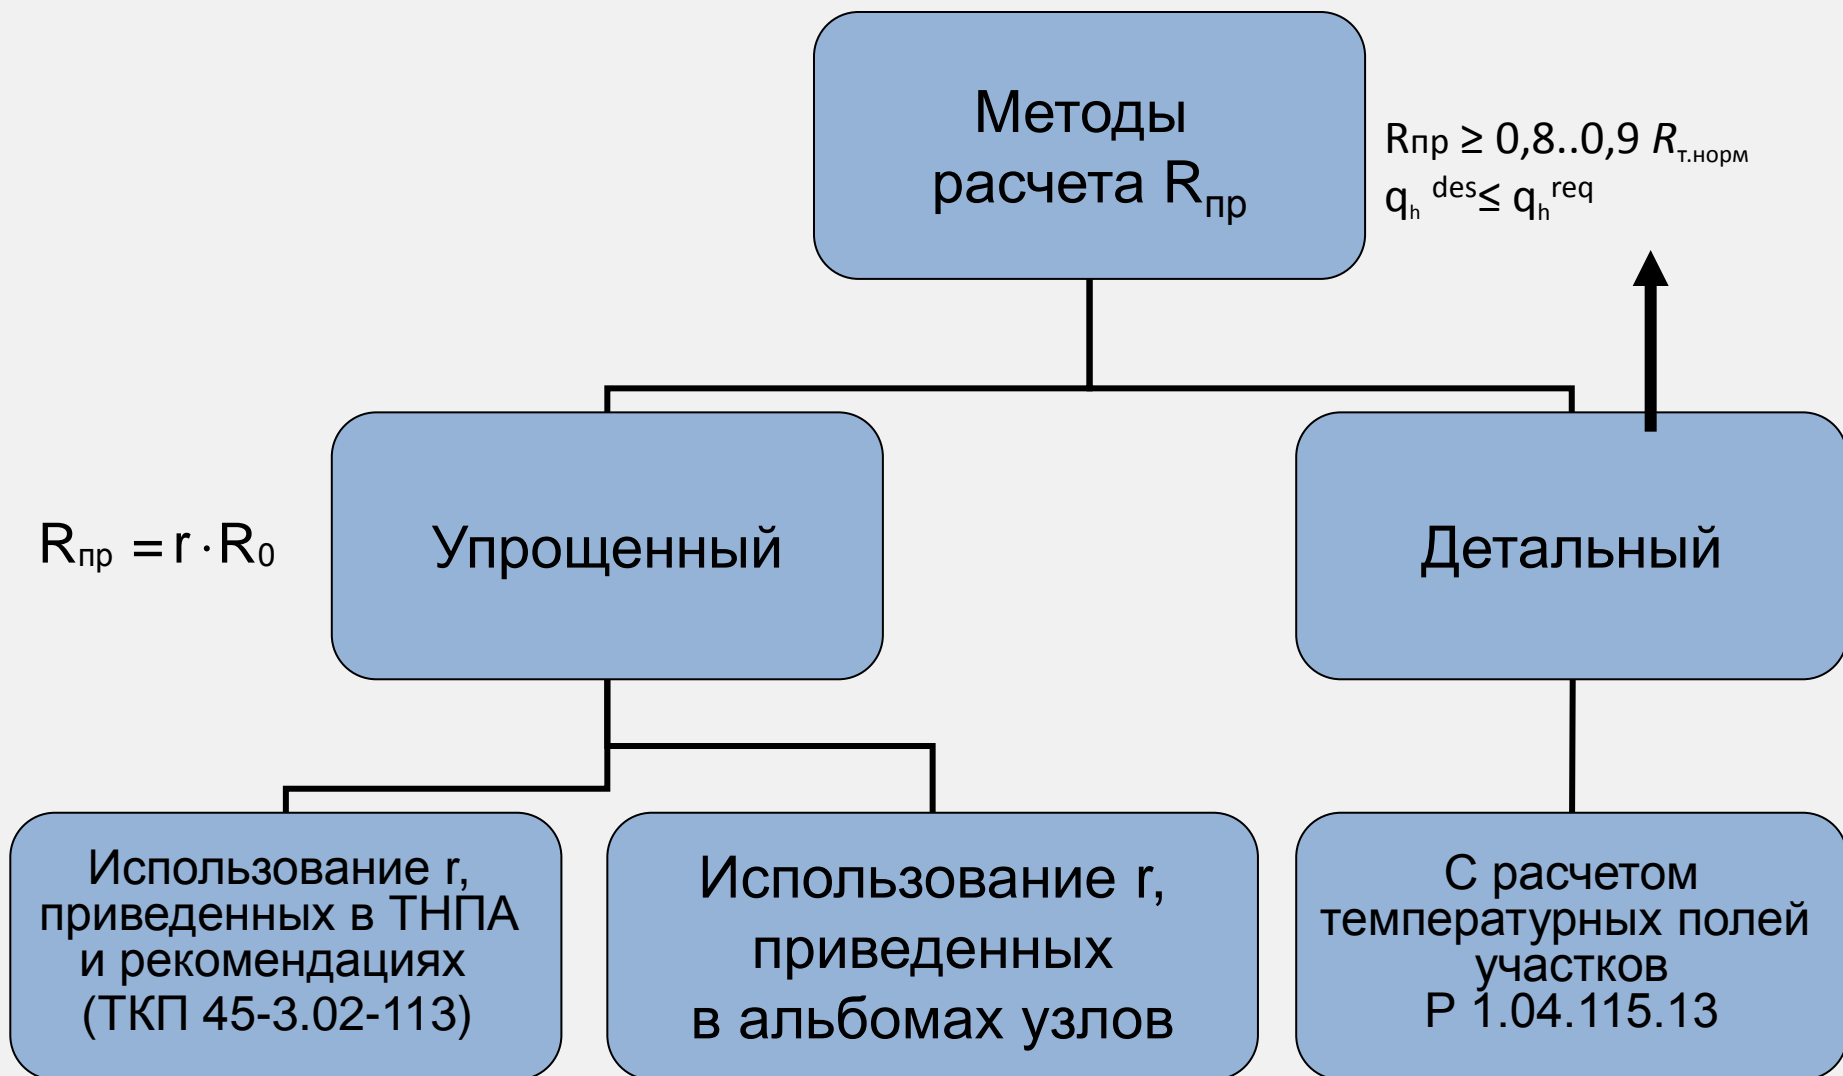 Методы
расчета Rпр
Rпр ≥ 0,8..0,9 Rт.норм
qh des ≤ qh req
Rпр = r · R0
Упрощенный
Детальный
Использование r,
приведенных в ТНПА
и рекомендациях
(ТКП 45-3.02-113)
Использование r,
приведенных
в альбомах узлов
С расчетом
температурных полей
участков
Р 1.04.115.13